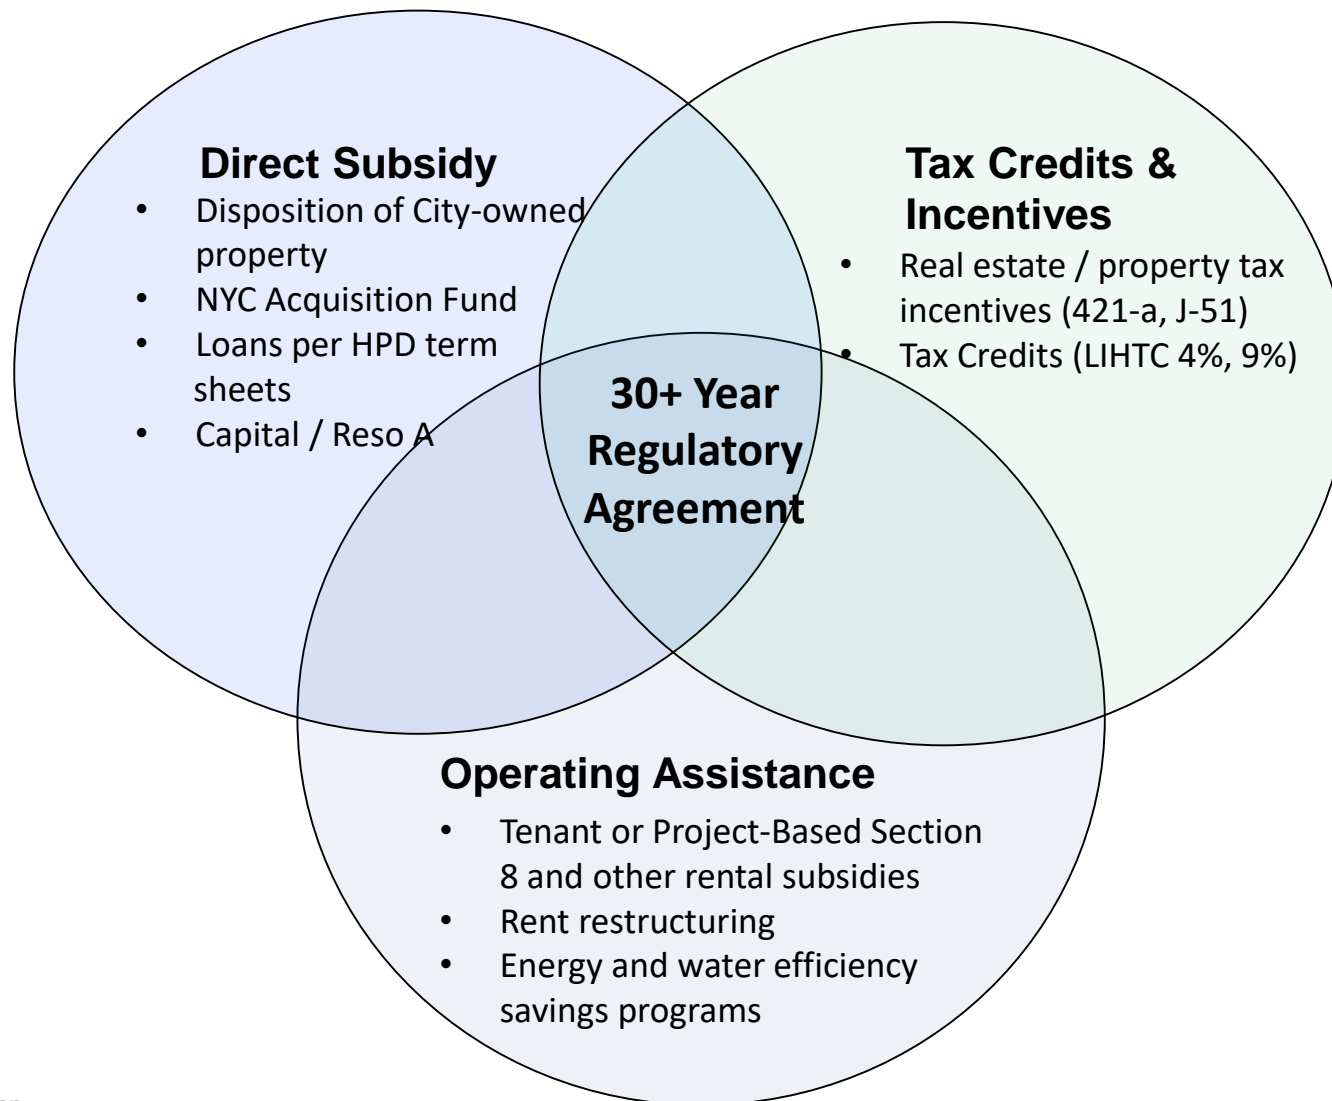 Direct Subsidy
• Disposition of City-owned
property
• NYC Acquisition Fund
• Loans per HPD term
sheets
• Capital / Reso A
Tax Credits &
Incentives
• Real estate / property tax
incentives (421-a, J-51)
• Tax Credits (LIHTC 4%, 9%)
30+ Year
Regulatory
Agreement
Operating Assistance
• Tenant or Project-Based Section
8 and other rental subsidies
• Rent restructuring
• Energy and water efficiency
savings programs